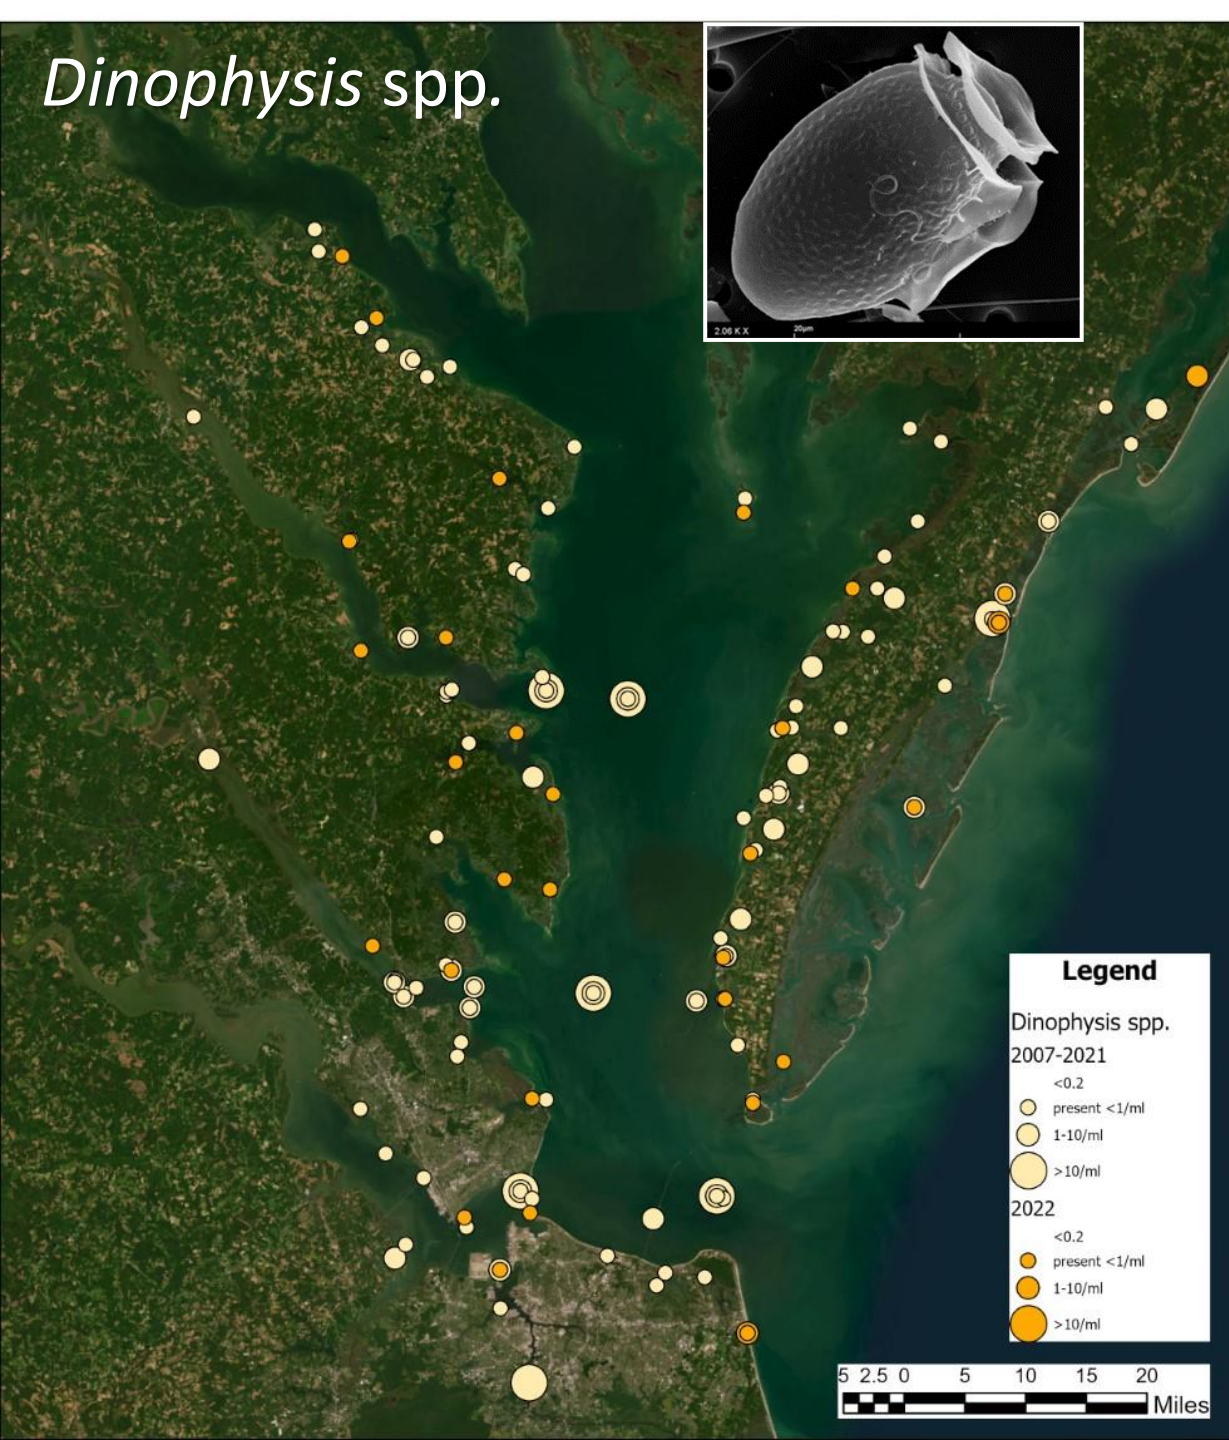 Dinophysis spp.
2.06 K X
20µm
Legend
Dinophysis spp.
2007-2021
<0.2
present <1/ml
1-10/ml
>10/ml
2022
<0.2
present <1/ml
1-10/ml
>10/ml
5 2.5 0 5 10 15 20
Miles